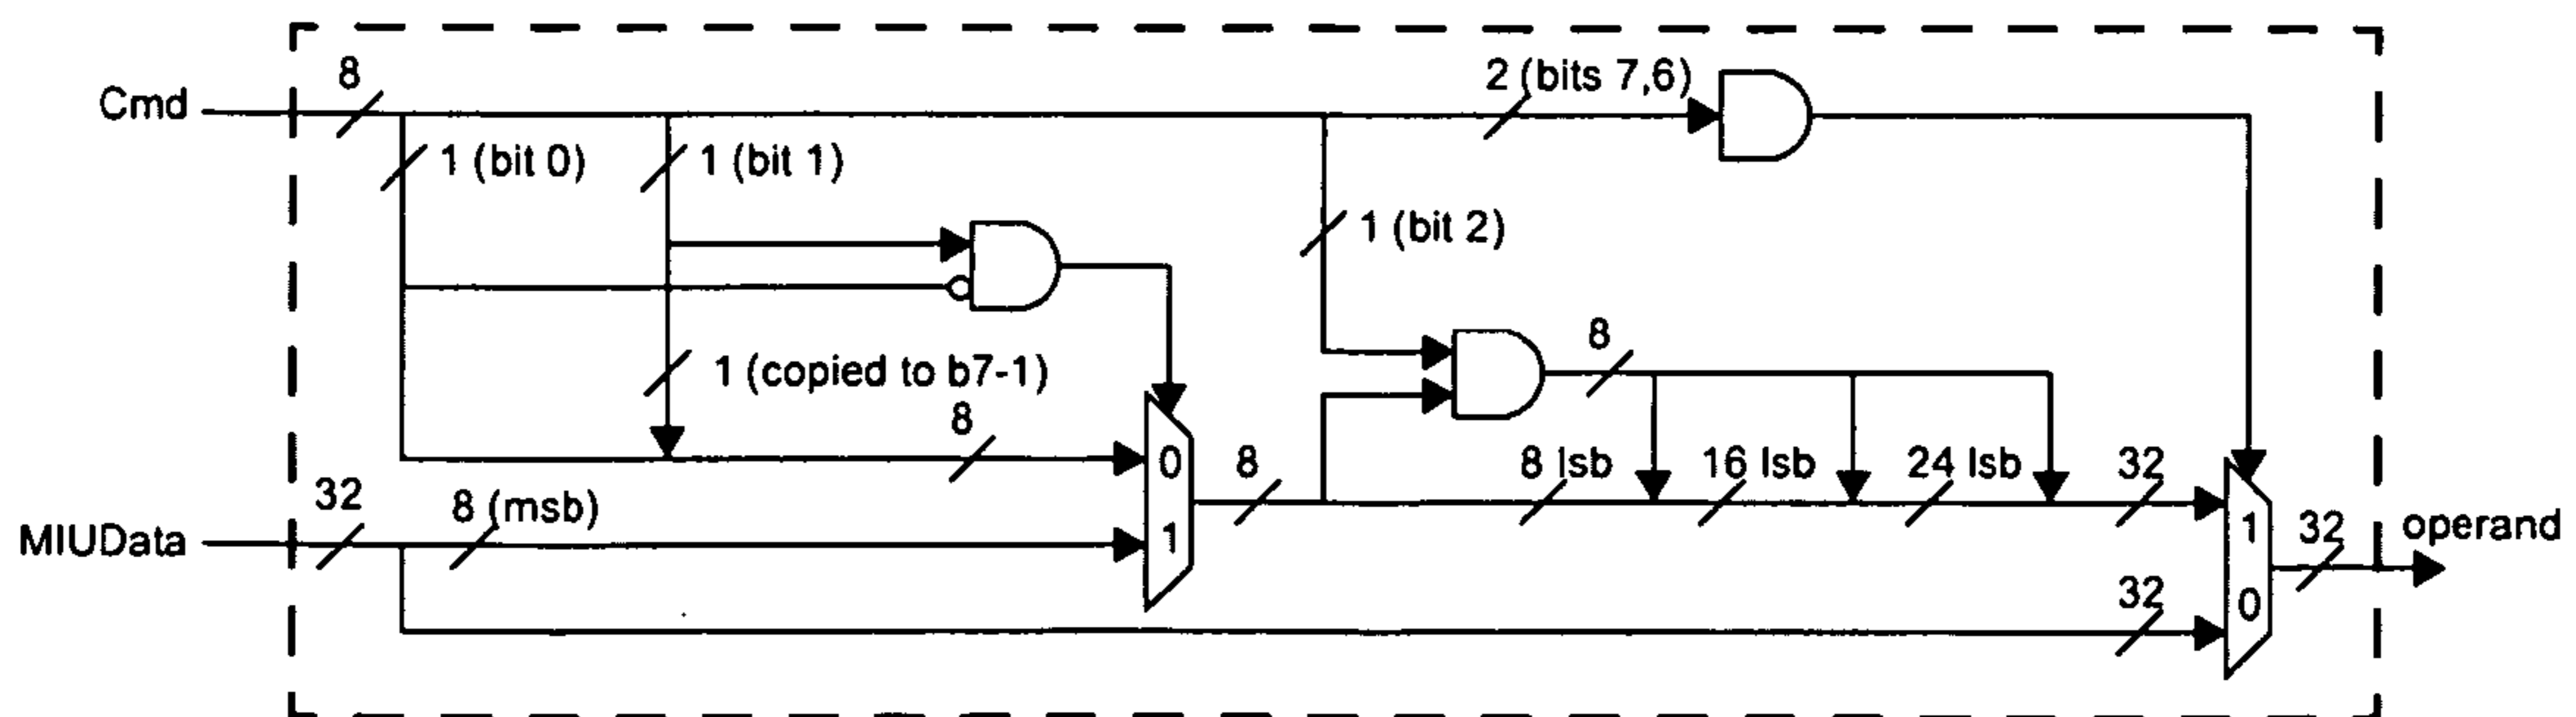 8
2 (bits 7,6)
Cmd
1 (bit 0)
1 (bit 1)
1 (bit 2)
8
1 (copied to b7-1)
8
32
8 (msb)
0
1
8
8 lsb
16 lsb
24 lsb
32
MIUData
1
0
32
operand
32